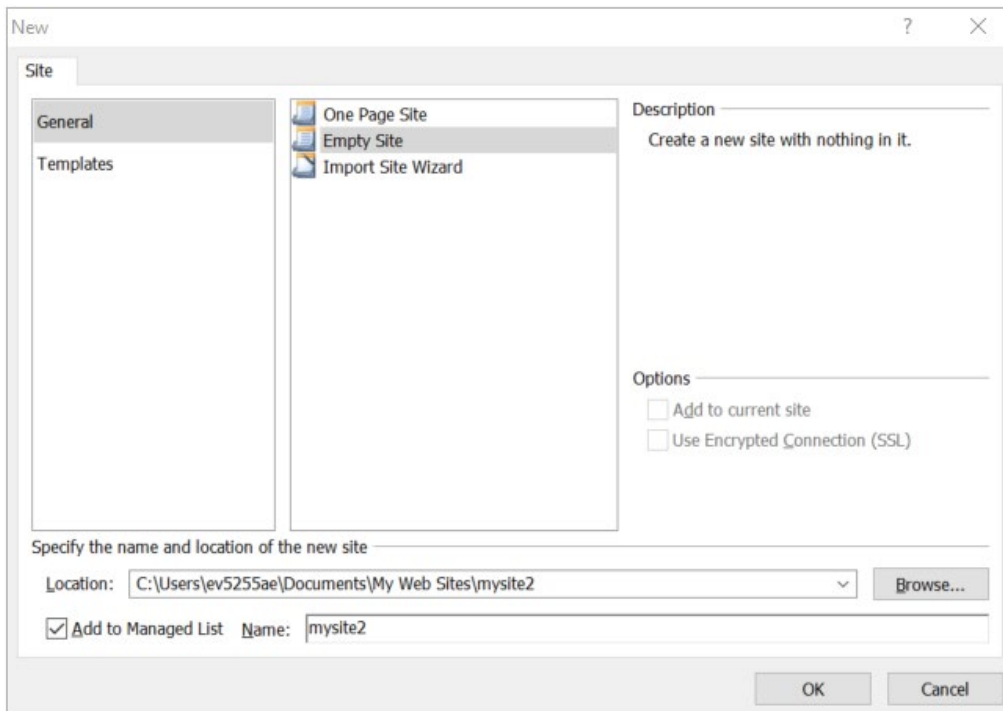 New
?
Site
General
Templates
One Page Site
Empty Site
Import Site Wizard
Description
Create a new site with nothing in it.
Options
Add to current site
Use Encrypted Connection (SSL)
Specify the name and location of the new site
Location: C:\Users\ev5255ae\Documents\My Web Sites\mysite2 Browse...
Add to Managed List Name: mysite2
OK Cancel